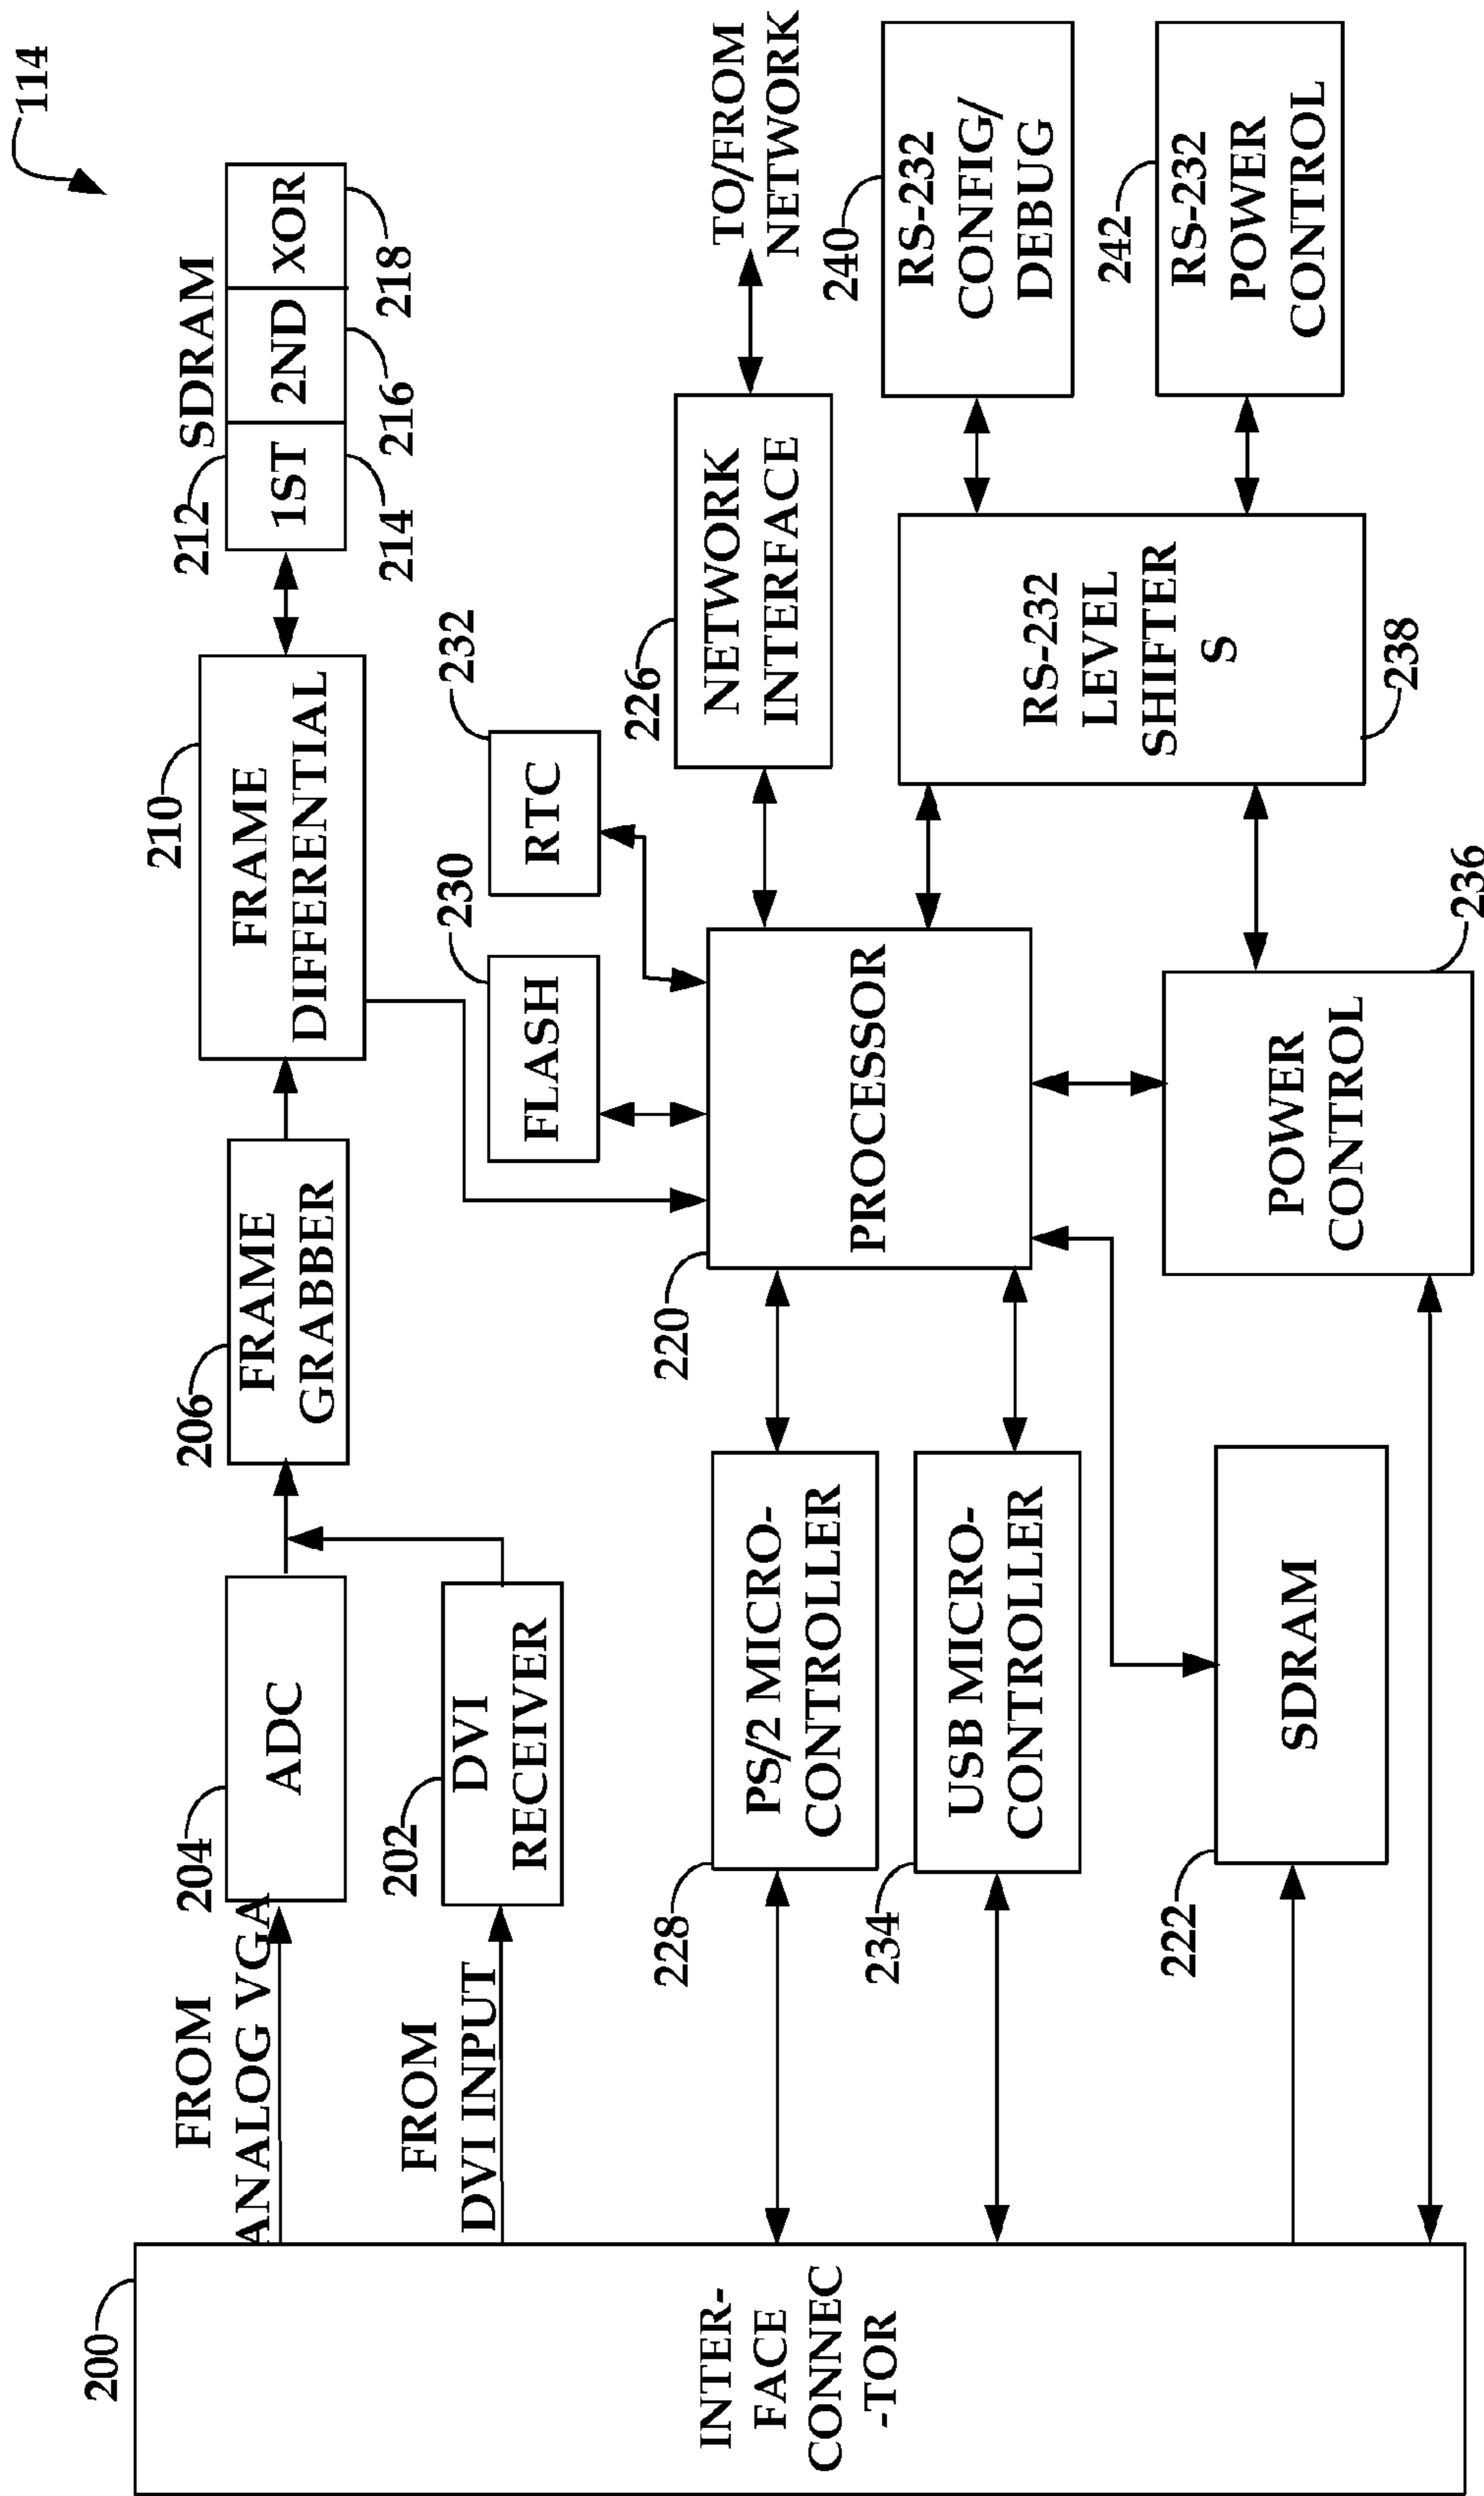 114
FROM
ANALOG VGA
204
ADC
206
FRAME
GRABBER
210
FRAME
DIFFERENTIAL
212
SDRAM
1ST
2ND
XOR
214
216
218
FROM
DVI INPUT
202
DVI
RECEIVER
230
FLASH
232
RTC
200
INTER-
FACE
CONNEC
-TOR
228
PS/2 MICRO-
CONTROLLER
220
PROCESSOR
226
NETWORK
INTERFACE
TO/FROM
NETWORK
234
USB MICRO-
CONTROLLER
RS-232
LEVEL
SHIFTER
S
238
240
RS-232
CONFIG/
DEBUG
222
SDRAM
POWER
CONTROL
236
242
RS-232
POWER
CONTROL